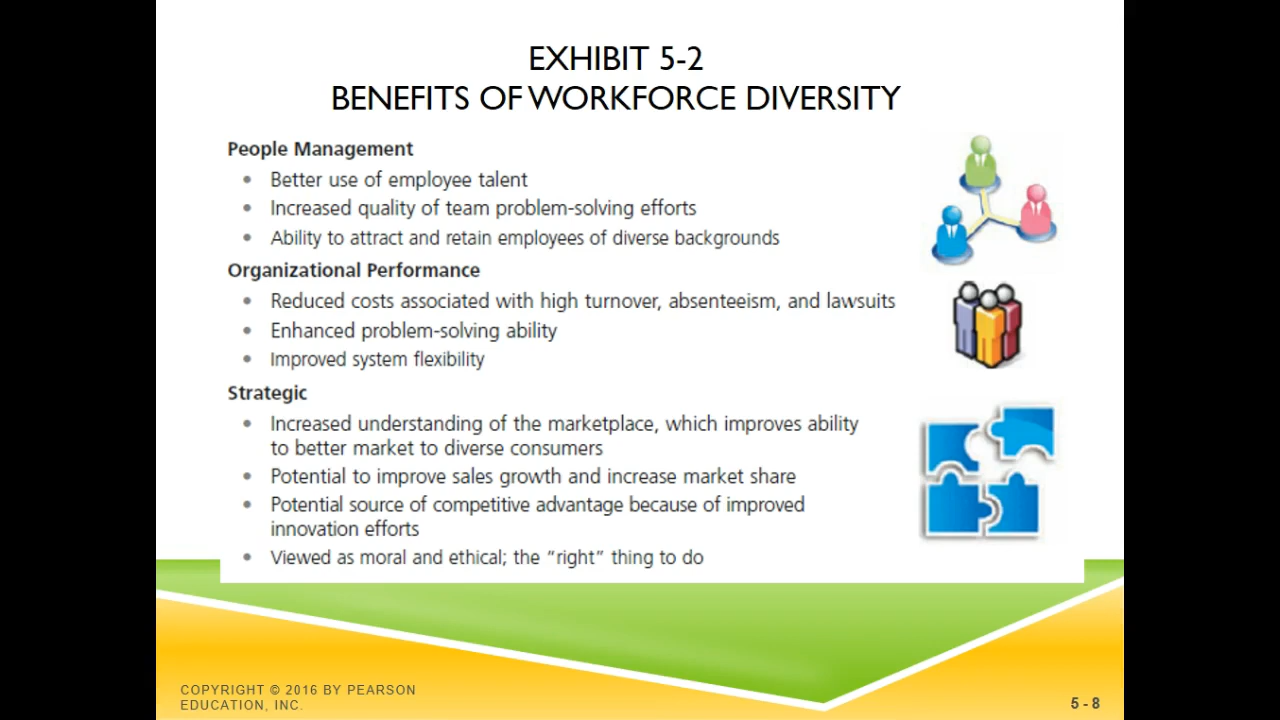 EXHIBIT 5-2
BENEFITS OF WORKFORCE DIVERSITY
People Management
• Better use of employee talent
• Increased quality of team problem-solving efforts
• Ability to attract and retain employees of diverse backgrounds
Organizational Performance
• Reduced costs associated with high turnover, absenteeism, and lawsuits
• Enhanced problem-solving ability
• Improved system flexibility
Strategic
• Increased understanding of the marketplace, which improves ability
to better market to diverse consumers
• Potential to improve sales growth and increase market share
• Potential source of competitive advantage because of improved
innovation efforts
• Viewed as moral and ethical; the “right” thing to do
COPYRIGHT © 2016 BY PEARSON
EDUCATION, INC.
5 - 8